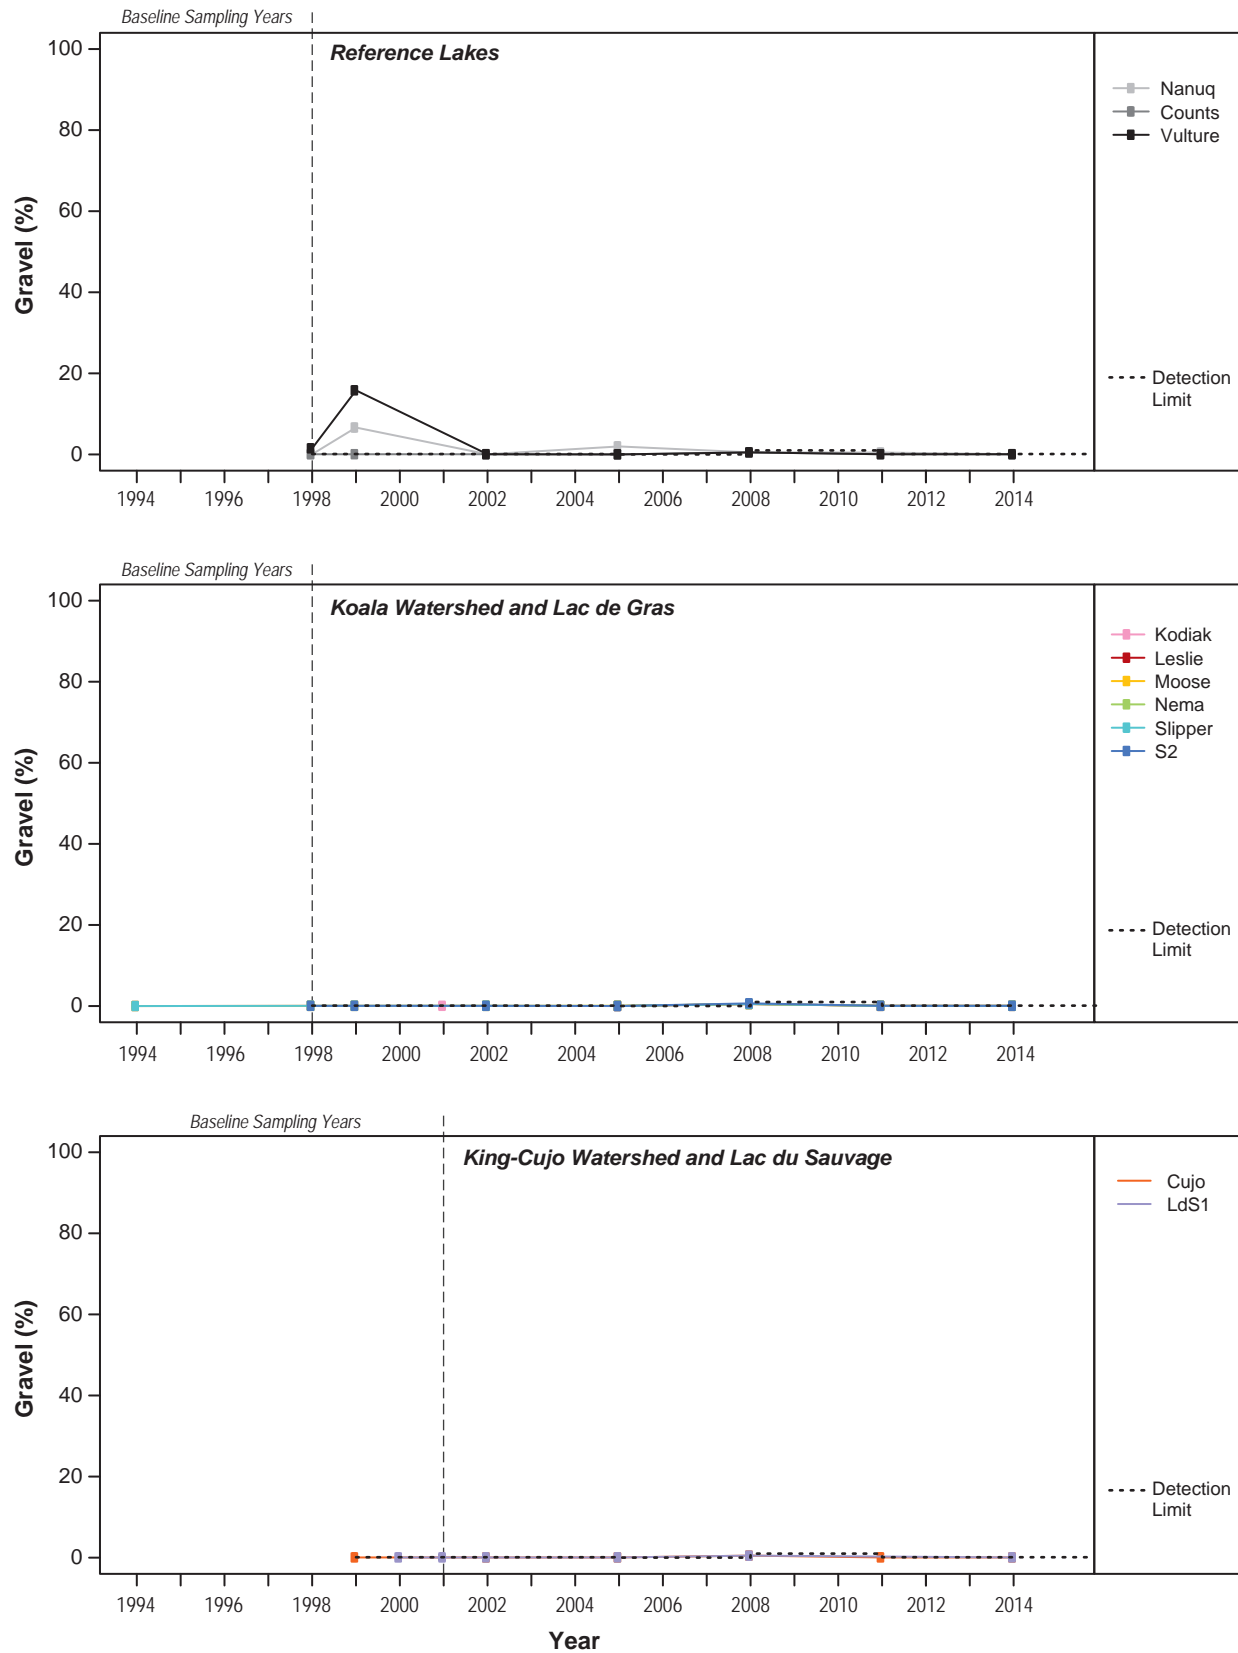 Baseline Sampling Years
Reference Lakes
Gravel (%)
100
80
60
40
20
0
1994 1996 1998 2000 2002 2004 2006 2008 2010 2012 2014
Nanuq
Counts
Vulture
Detection
Limit
Baseline Sampling Years
Koala Watershed and Lac de Gras
Gravel (%)
100
80
60
40
20
0
1994 1996 1998 2000 2002 2004 2006 2008 2010 2012 2014
Kodiak
Leslie
Moose
Nema
Slipper
S2
Detection
Limit
Baseline Sampling Years
King-Cujo Watershed and Lac du Sauvage
Gravel (%)
100
80
60
40
20
0
1994 1996 1998 2000 2002 2004 2006 2008 2010 2012 2014
Year
Cujo
LdS1
Detection
Limit